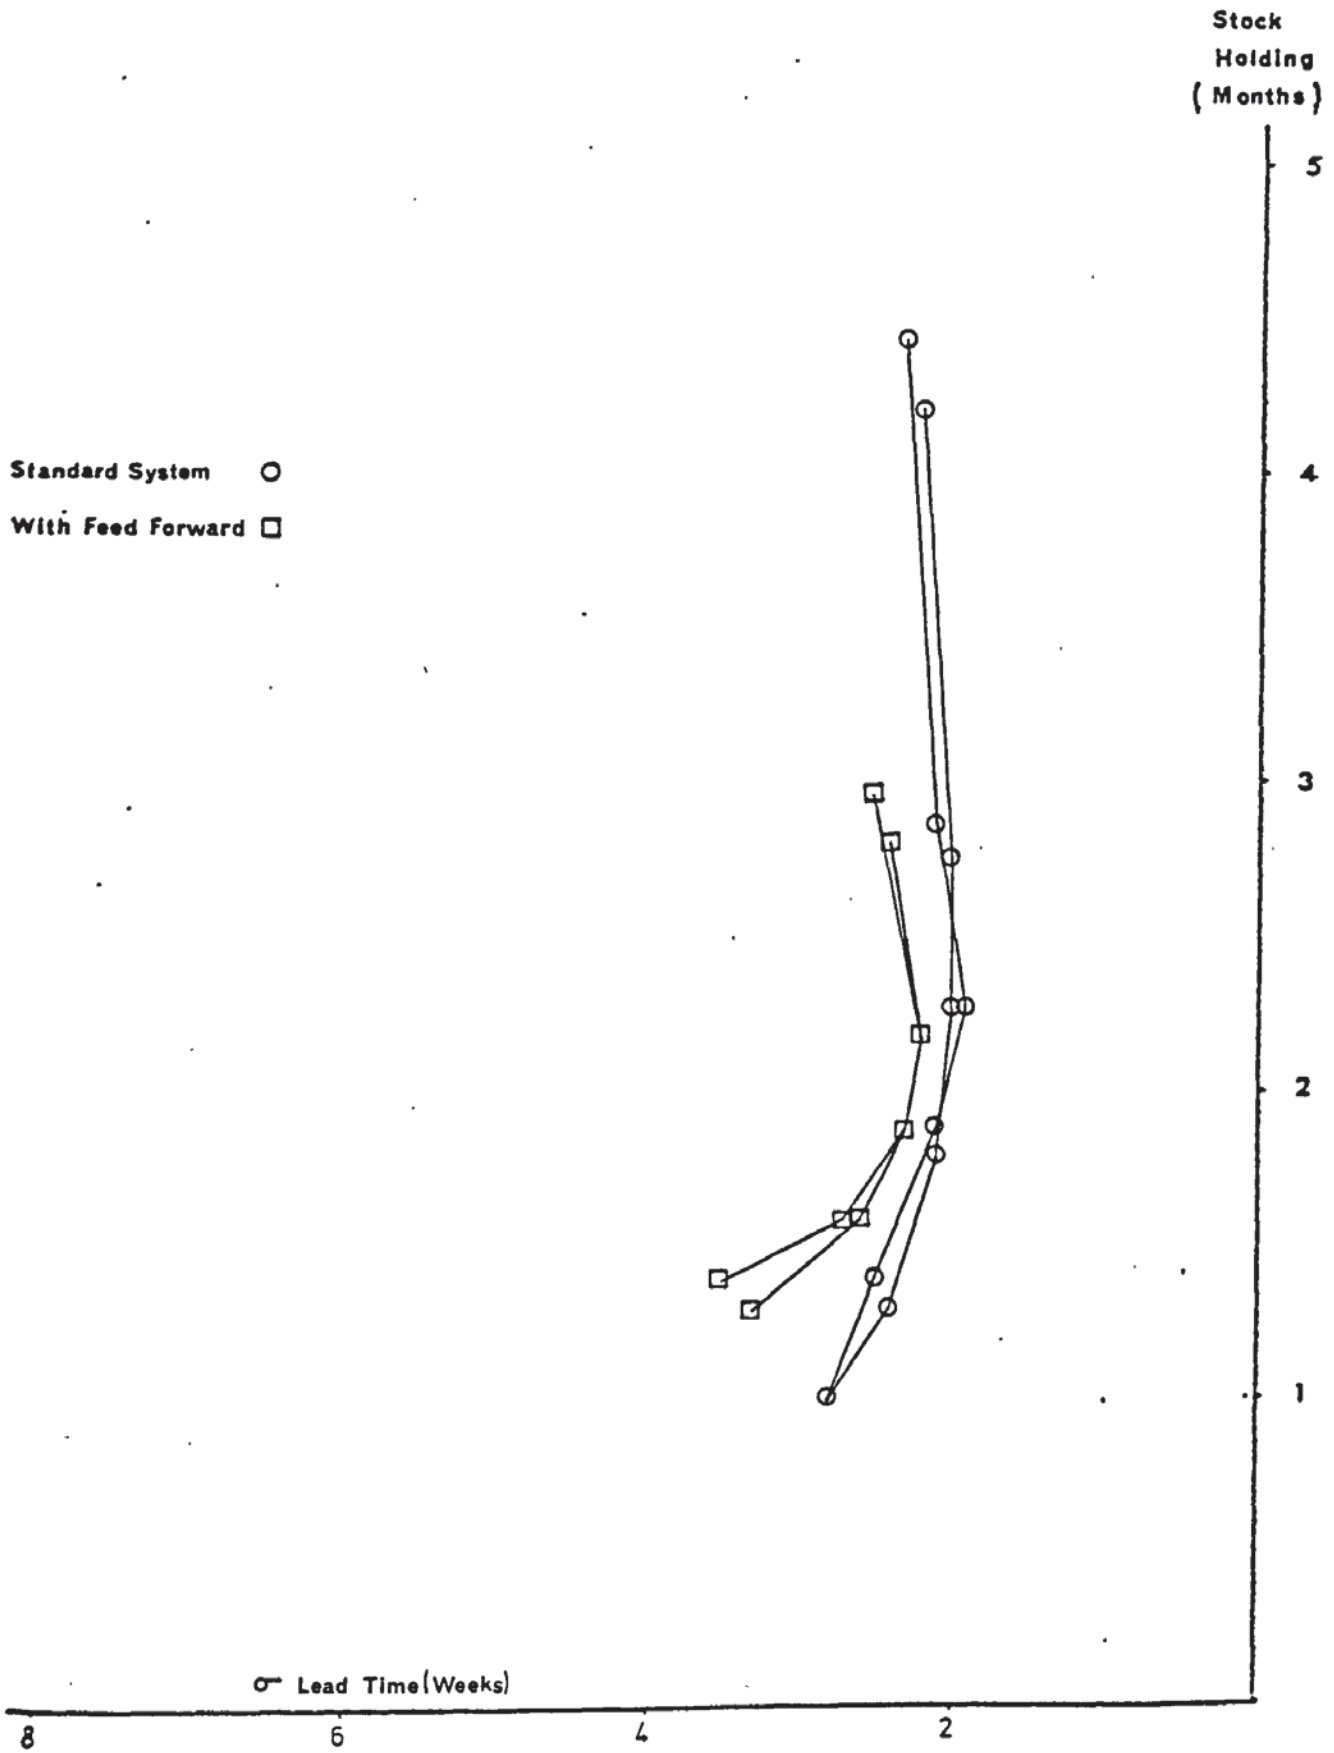 Stock
Holding
(Months)
5
Standard System
4
With Feed Forward
3
2
1
σ Lead Time(Weeks)
8 6 4 2